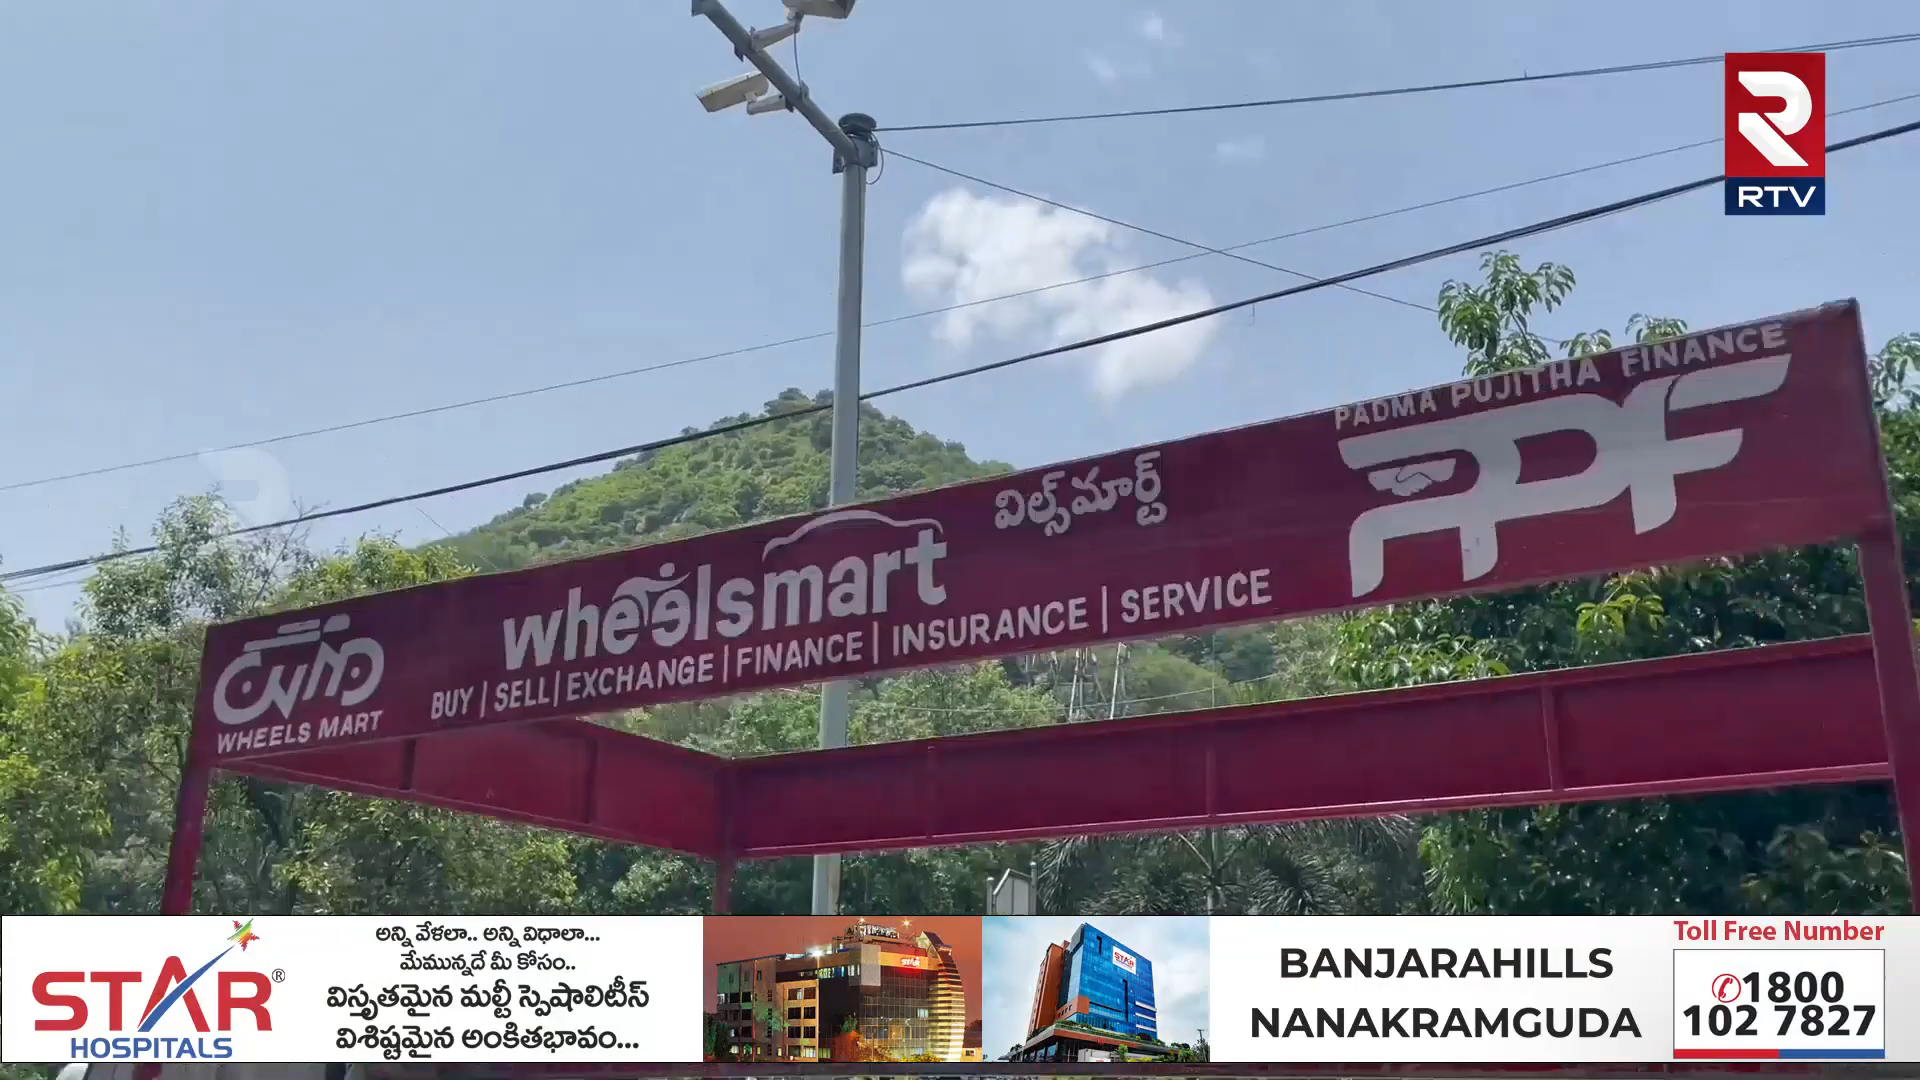 RTV
PADMA PUJITHA FINANCE
PPF
విల్స్‌మార్ట్
wheelsmart
BUY | SELL | EXCHANGE | FINANCE | INSURANCE | SERVICE
WHEELS MART
STAR®
HOSPITALS
అన్ని వేళలా.. అన్ని విధాలా...
మేమున్నదే మీ కోసం..
విస్తృతమైన మల్టీ స్పెషాలిటీస్
విశిష్టమైన అంకితభావం...
BANJARAHILLS
NANAKRAMGUDA
Toll Free Number
1800
102 7827